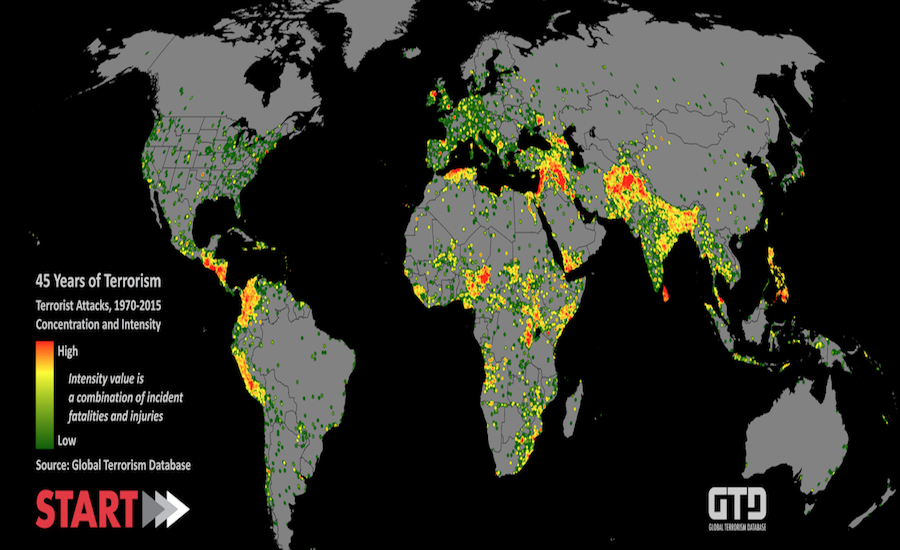 45 Years of Terrorism
Terrorist Attacks, 1970-2015
Concentration and Intensity
High
Intensity value is
a combination of incident
fatalities and injuries
Low
Source: Global Terrorism Database
START
GTD
GLOBAL TERRORISM DATABASE